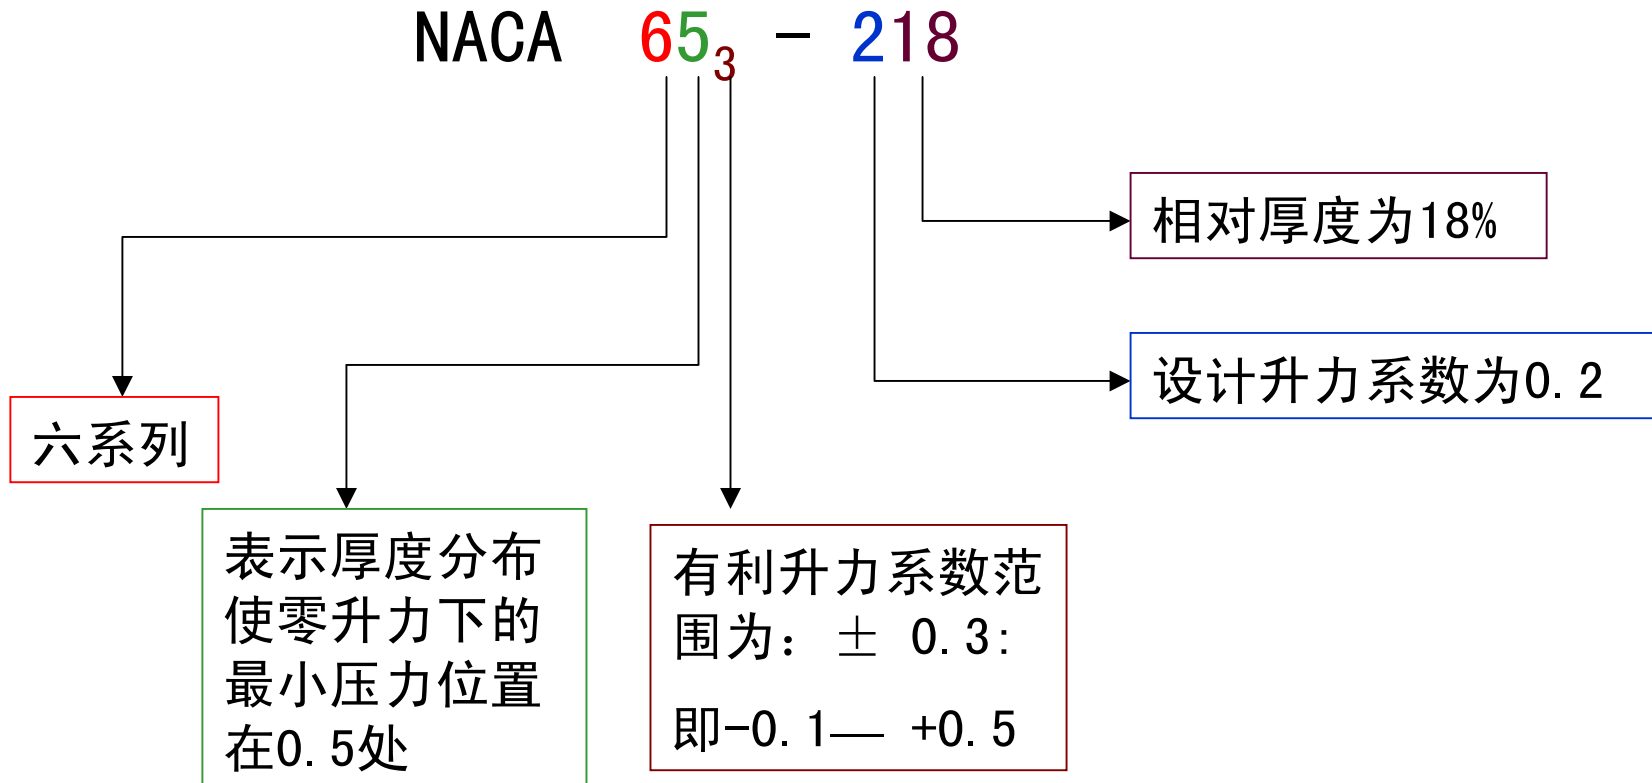 NACA 65₃ - 218
相对厚度为18%
设计升力系数为0.2
六系列
表示厚度分布
使零升力下的
最小压力位置
在0.5处
有利升力系数范
围为：± 0.3:
即-0.1— +0.5